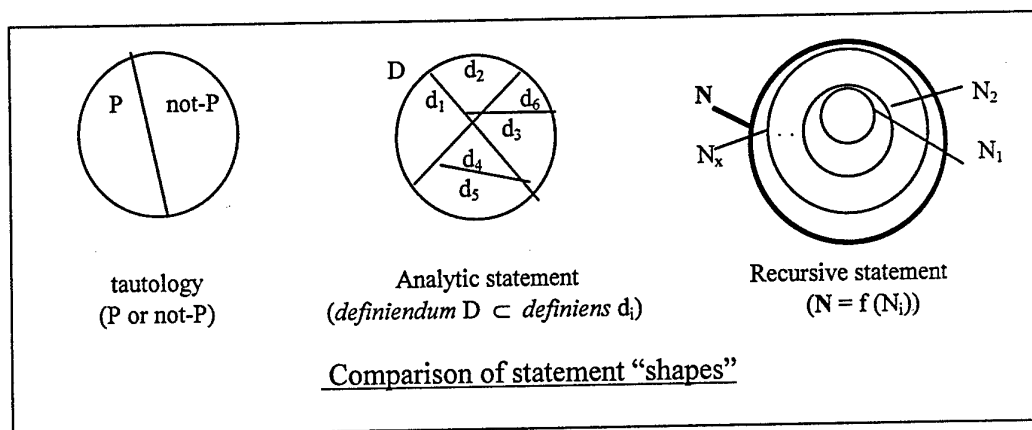 P
not-P
D
d₂
d₁
d₆
d₃
d₄
d₅
N
N₂
Nₓ
. .
N₁
tautology
(P or not-P)
Analytic statement
(definiendum D ⊂ definiens dᵢ)
Recursive statement
(N = f (Nᵢ))
Comparison of statement “shapes”